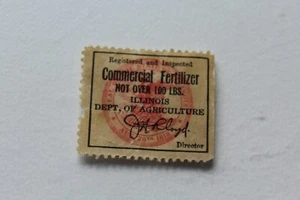 Registered and Inspected
Commercial Fertilizer
NOT OVER 100 LBS.
ILLINOIS
DEPT. OF AGRICULTURE
Director